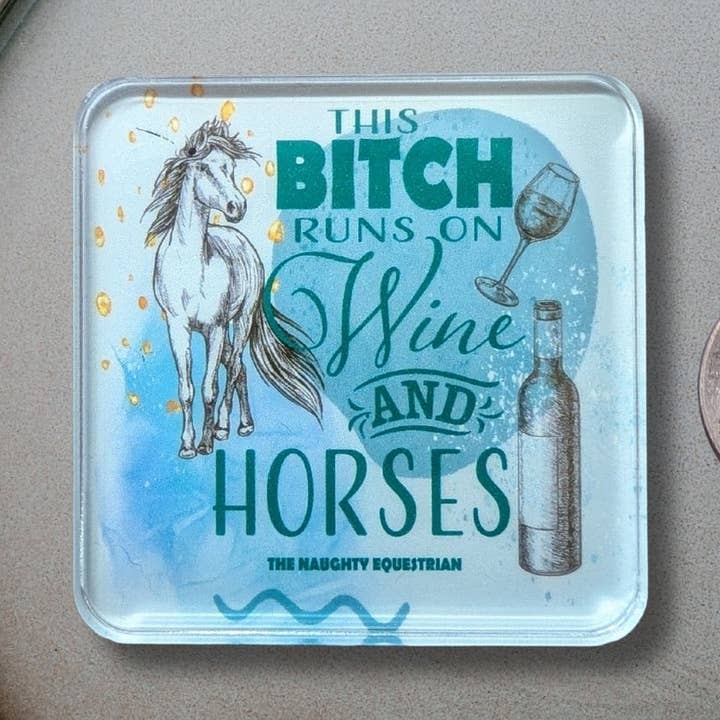 THIS
BITCH
RUNS ON
Wine
AND
HORSES
THE NAUGHTY EQUESTRIAN